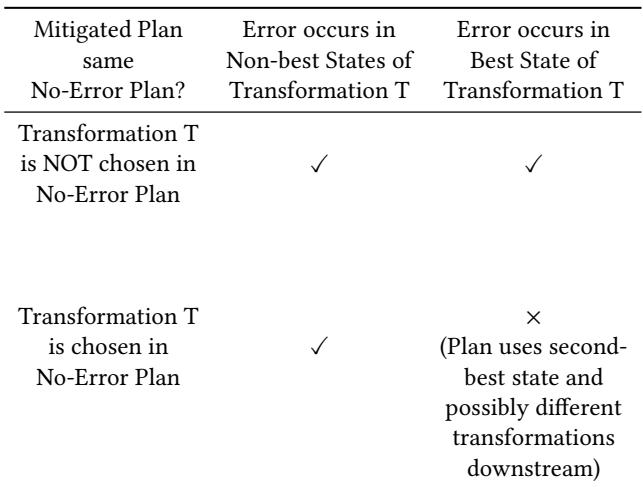 Mitigated Plan
same
No-Error Plan?
Error occurs in
Non-best States of
Transformation T
Error occurs in
Best State of
Transformation T
Transformation T
is NOT chosen in
No-Error Plan
✓
✓
Transformation T
is chosen in
No-Error Plan
✓
×
(Plan uses second-
best state and
possibly different
transformations
downstream)